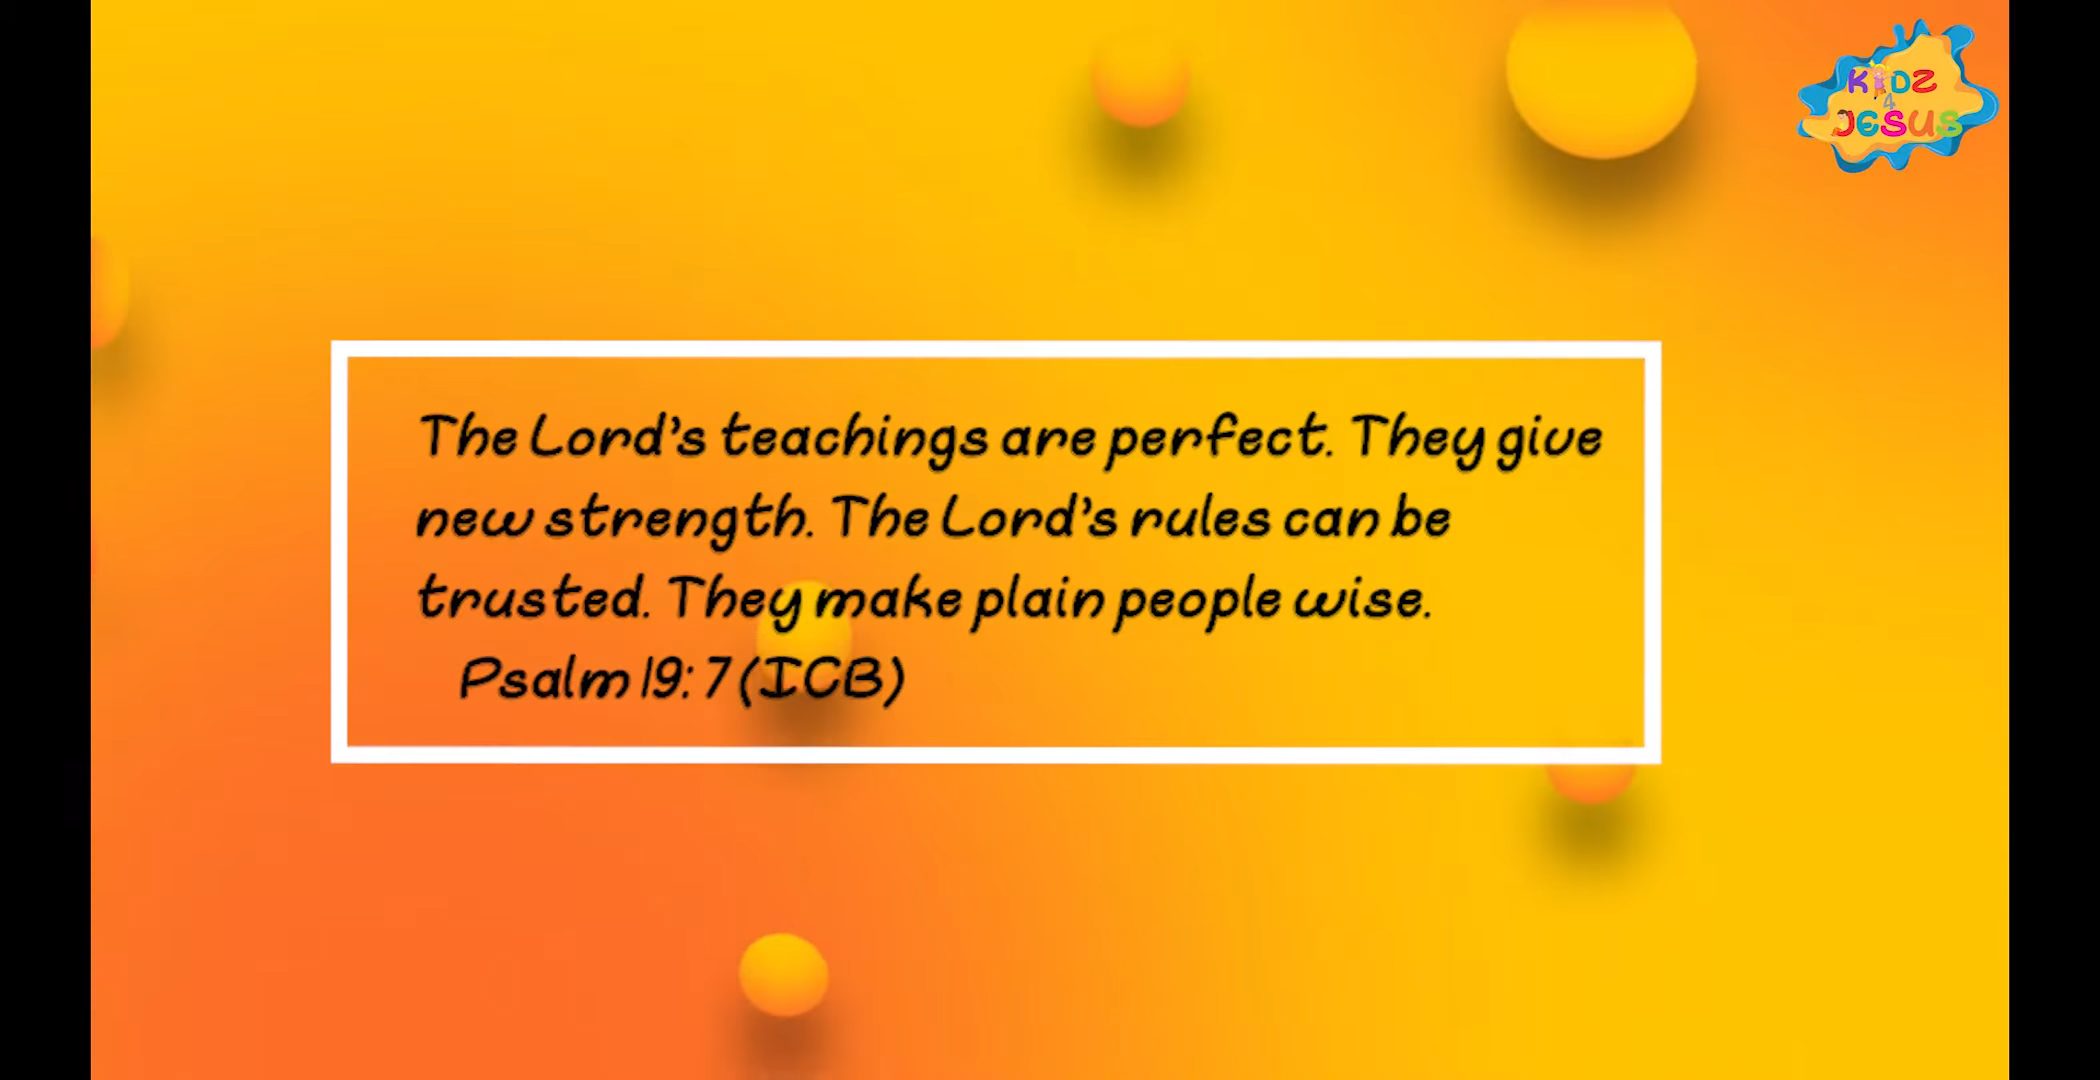 KIDZ
4
JESUS
The Lord's teachings are perfect. They give
new strength. The Lord's rules can be
trusted. They make plain people wise.
Psalm 19: 7 (ICB)